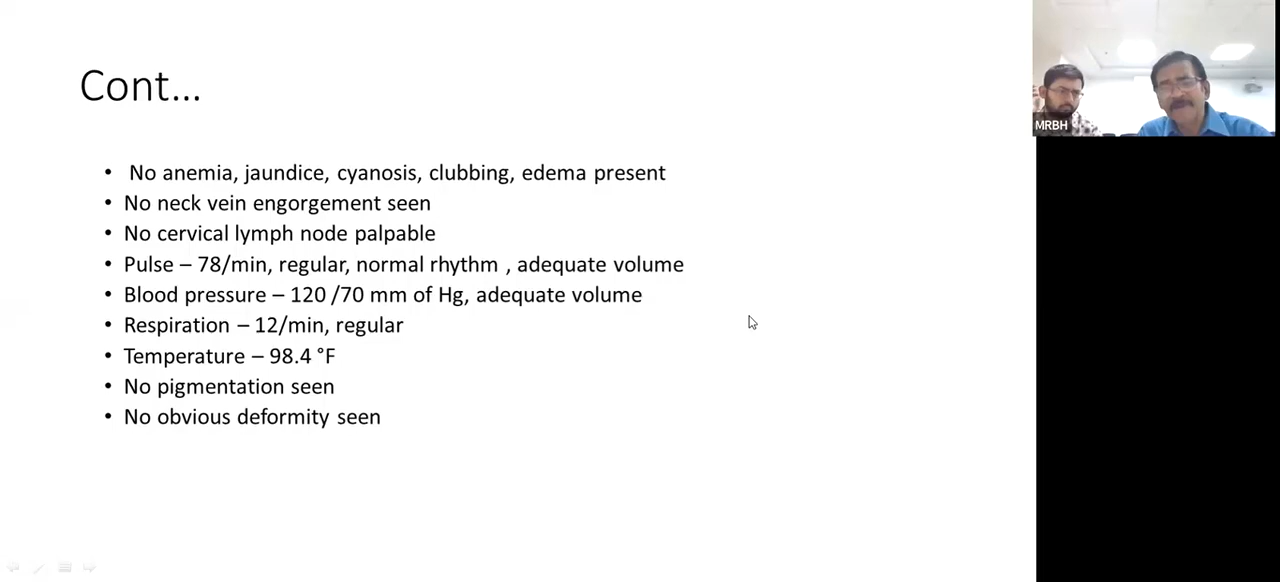 Cont...
• No anemia, jaundice, cyanosis, clubbing, edema present
• No neck vein engorgement seen
• No cervical lymph node palpable
• Pulse – 78/min, regular, normal rhythm , adequate volume
• Blood pressure – 120 /70 mm of Hg, adequate volume
• Respiration – 12/min, regular
• Temperature – 98.4 °F
• No pigmentation seen
• No obvious deformity seen
MRBH